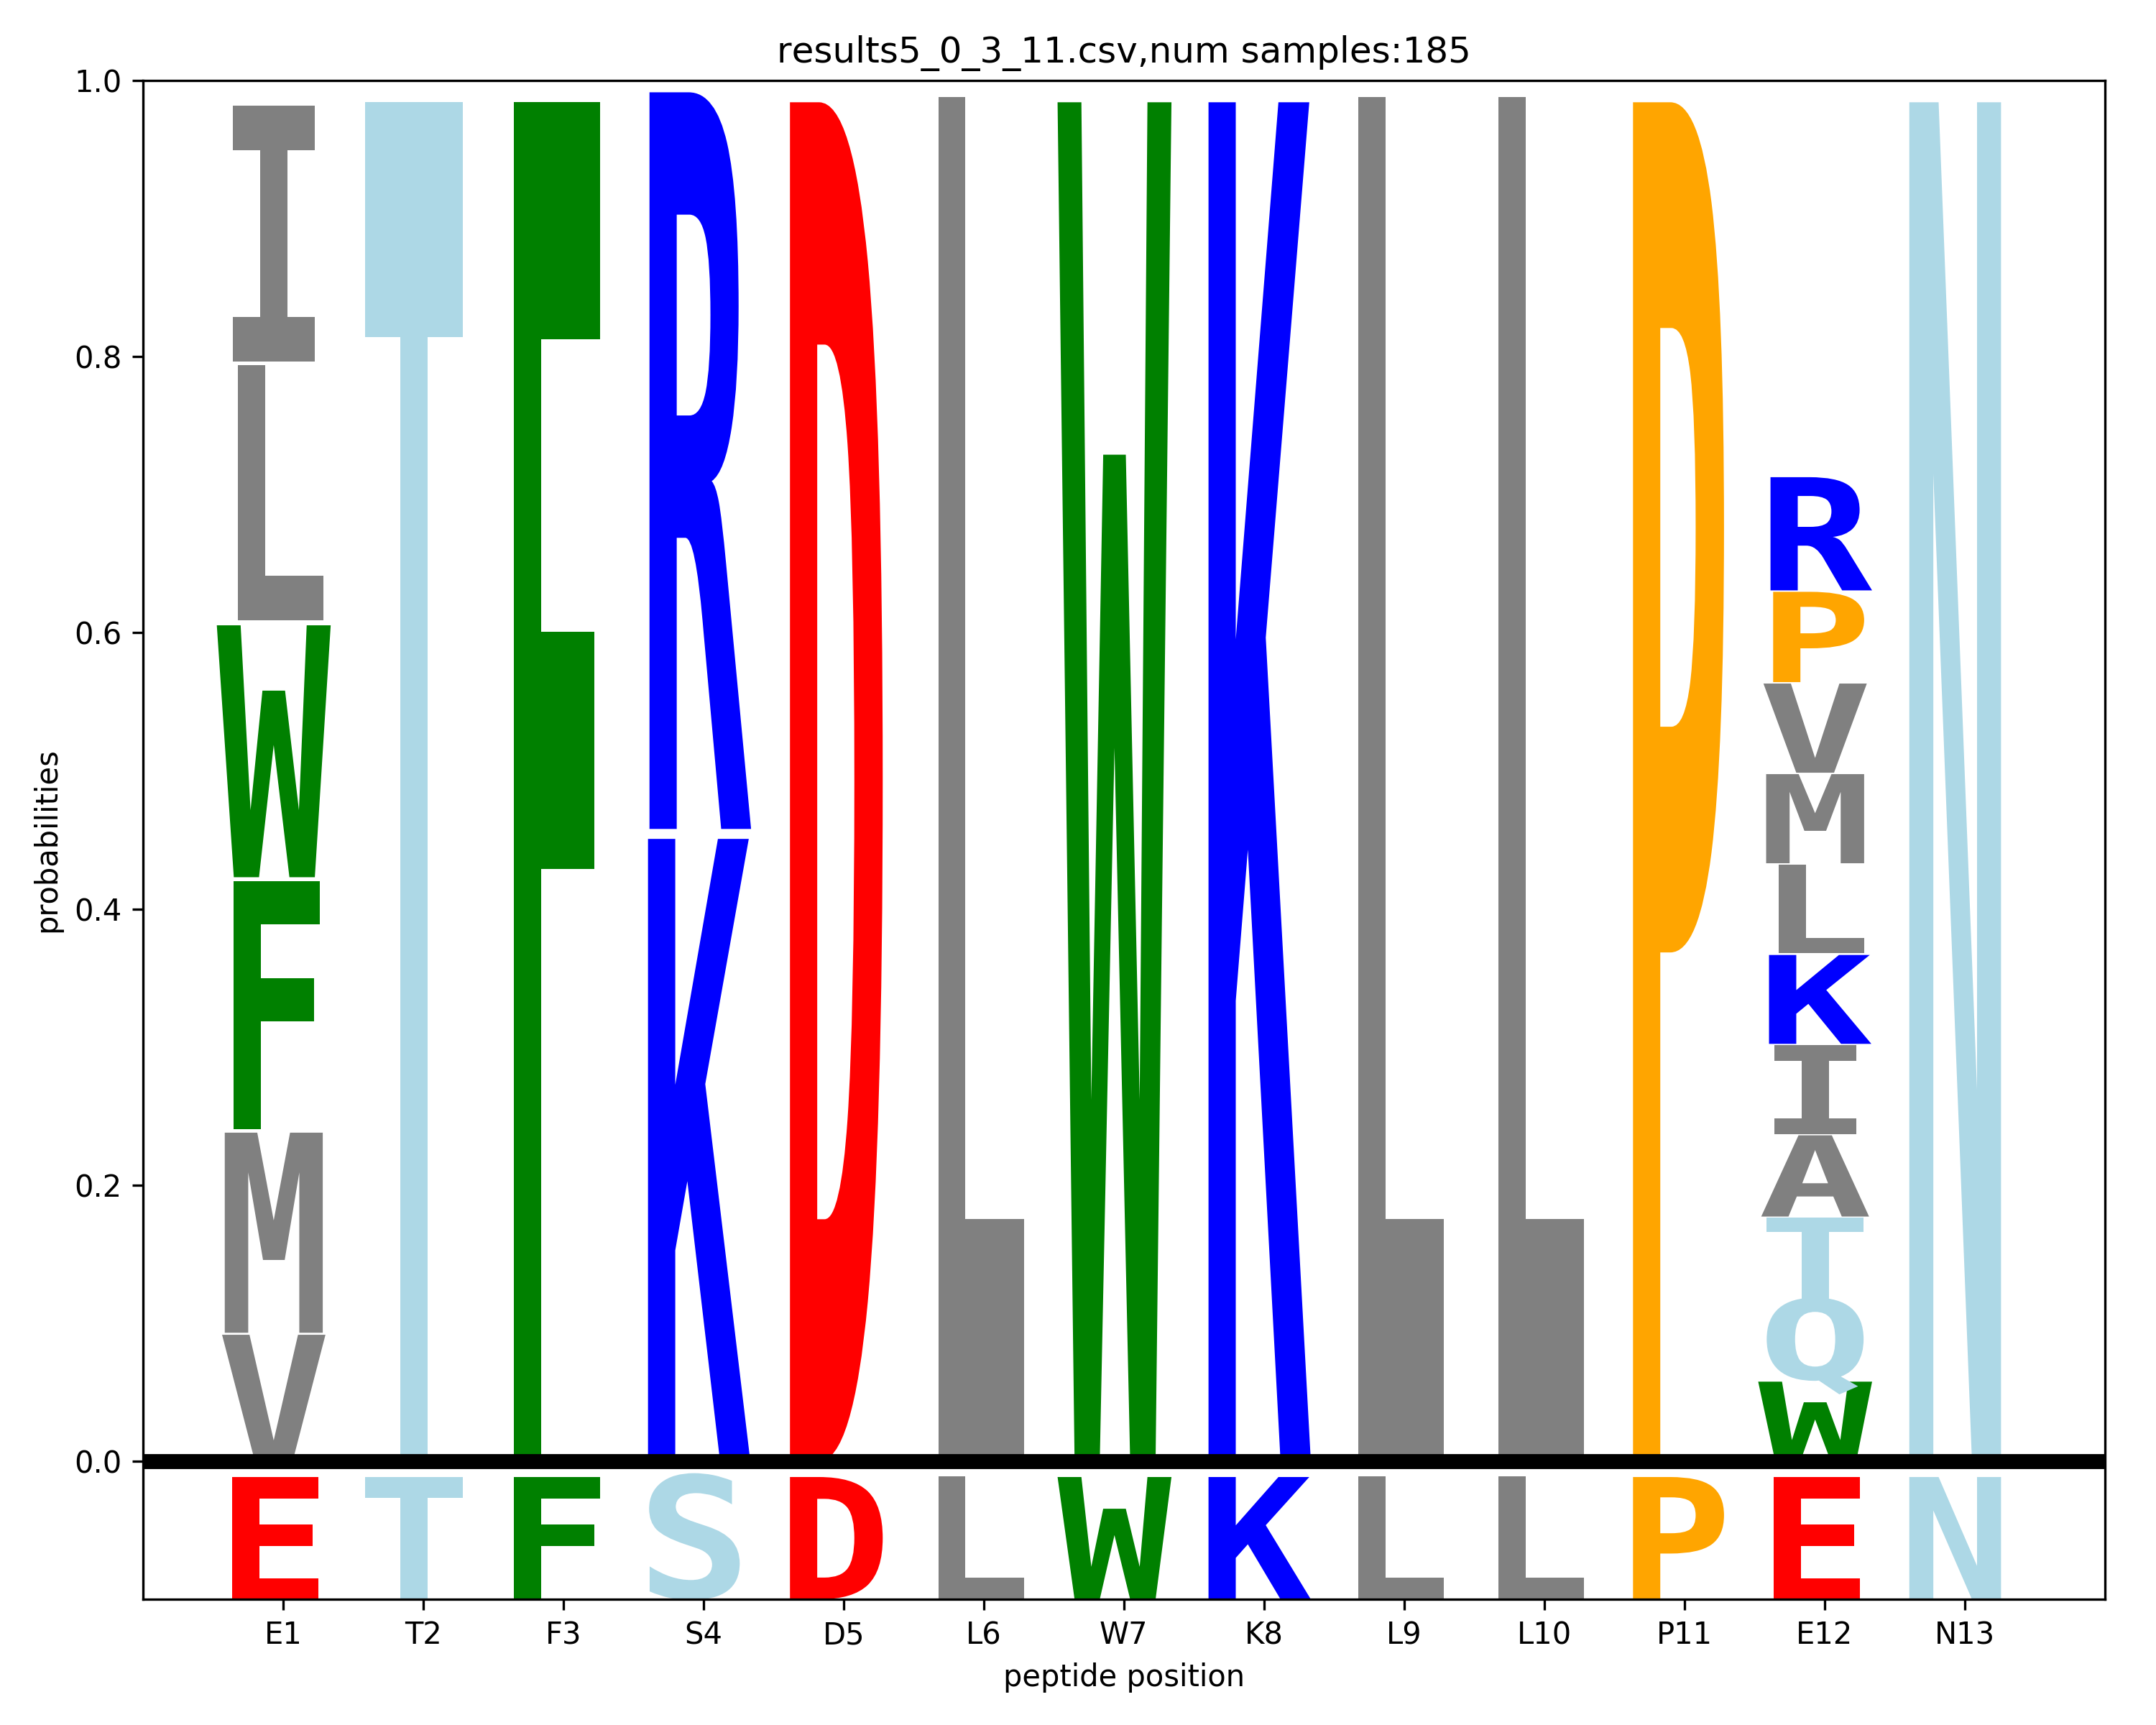 results5_0_3_11.csv,num samples:185
1.0
0.8
0.6
0.4
0.2
0.0
probabilities
I T F R D L W K L L P R N
L K P
W V
F M
M L
V K
I
A
T
Q
W
E T F S D L W K L L P E N
E1 T2 F3 S4 D5 L6 W7 K8 L9 L10 P11 E12 N13
peptide position